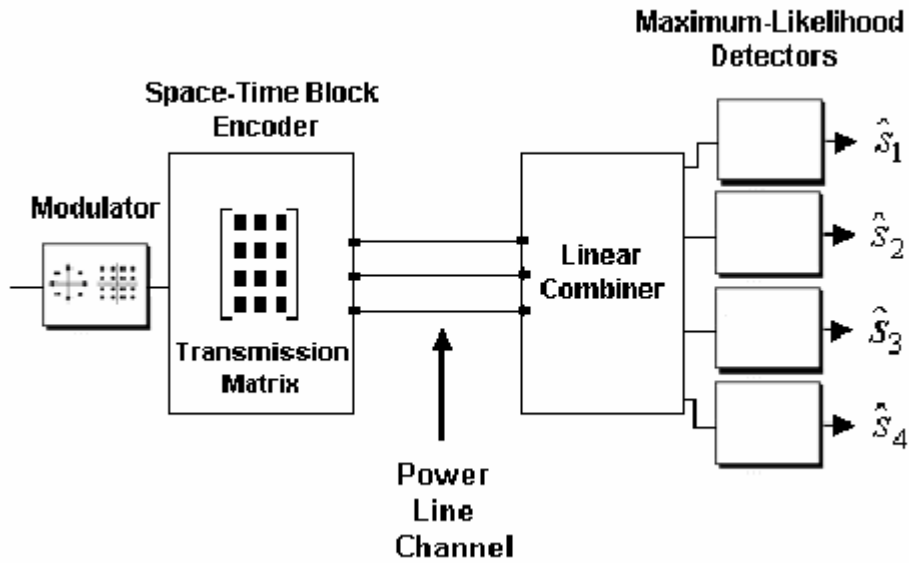 Maximum-Likelihood
Detectors
Space-Time Block
Encoder
Modulator
Transmission
Matrix
Linear
Combiner
Power
Line
Channel
ŝ1
ŝ2
ŝ3
ŝ4